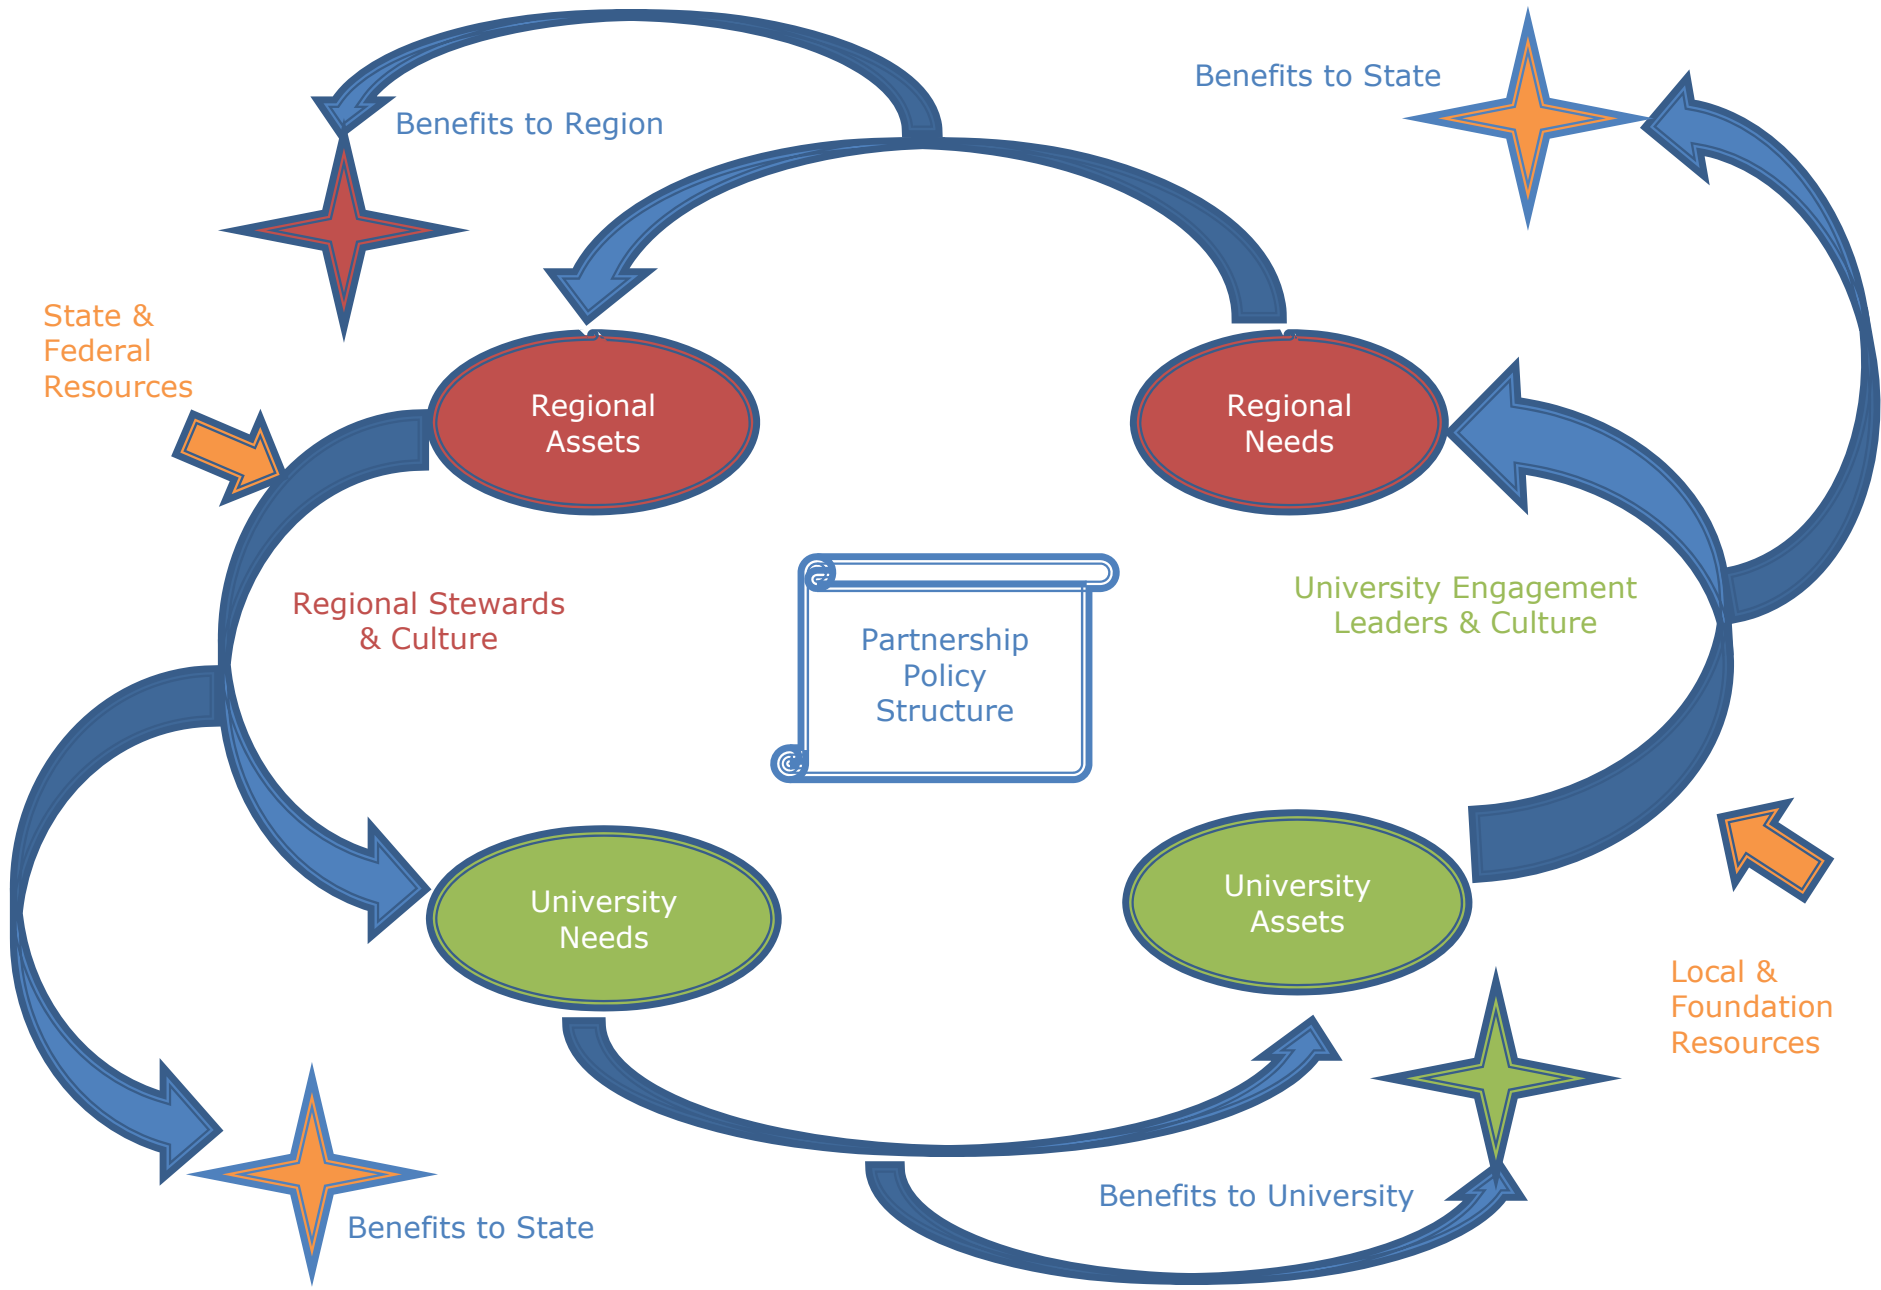 Benefits to State
Benefits to Region
State &
Federal
Resources
Regional
Assets
Regional
Needs
Regional Stewards
& Culture
Partnership
Policy
Structure
University Engagement
Leaders & Culture
University
Needs
University
Assets
Local &
Foundation
Resources
Benefits to University
Benefits to State